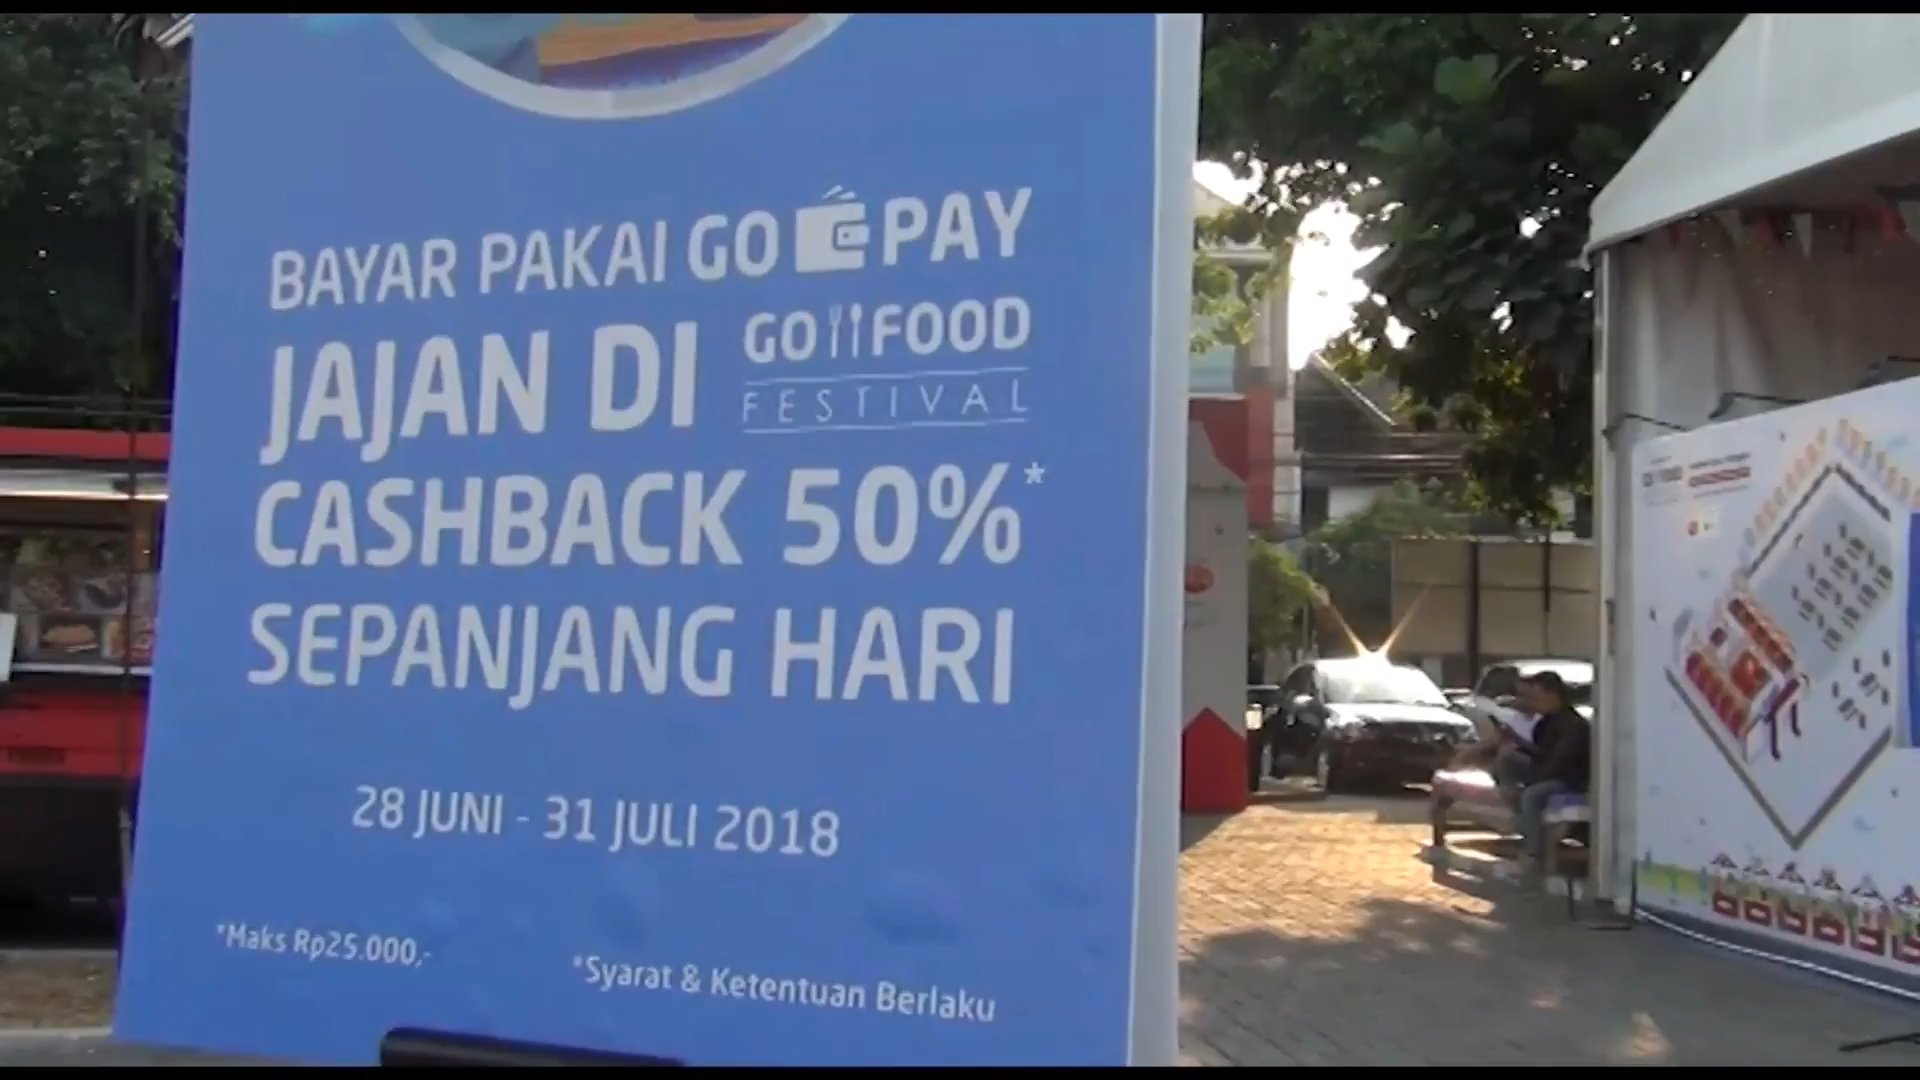 BAYAR PAKAI GO PAY
JAJAN DI GO FOOD
FESTIVAL
CASHBACK 50%*
SEPANJANG HARI
28 JUNI - 31 JULI 2018
*Maks Rp25.000,-
*Syarat & Ketentuan Berlaku